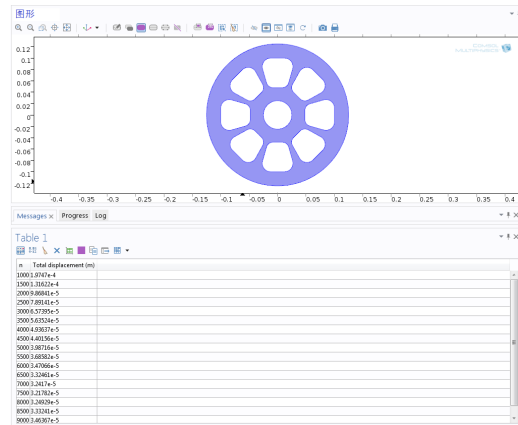 图形
COMSOL
MULTIPHYSICS
0.12
0.1
0.08
0.06
0.04
0.02
0
-0.02
-0.04
-0.06
-0.08
-0.1
-0.12
-0.4 -0.35 -0.3 -0.25 -0.2 -0.15 -0.1 -0.05 0 0.05 0.1 0.15 0.2 0.25 0.3 0.35 0.4
Messages × Progress Log
Table 1
n Total displacement (m)
1000 1.9747e-4
1500 1.31622e-4
2000 9.86841e-5
2500 7.89141e-5
3000 6.57395e-5
3500 5.63524e-5
4000 4.93637e-5
4500 4.40156e-5
5000 3.98716e-5
5500 3.68582e-5
6000 3.47066e-5
6500 3.32461e-5
7000 3.2417e-5
7500 3.21782e-5
8000 3.24929e-5
8500 3.33241e-5
9000 3.46367e-5